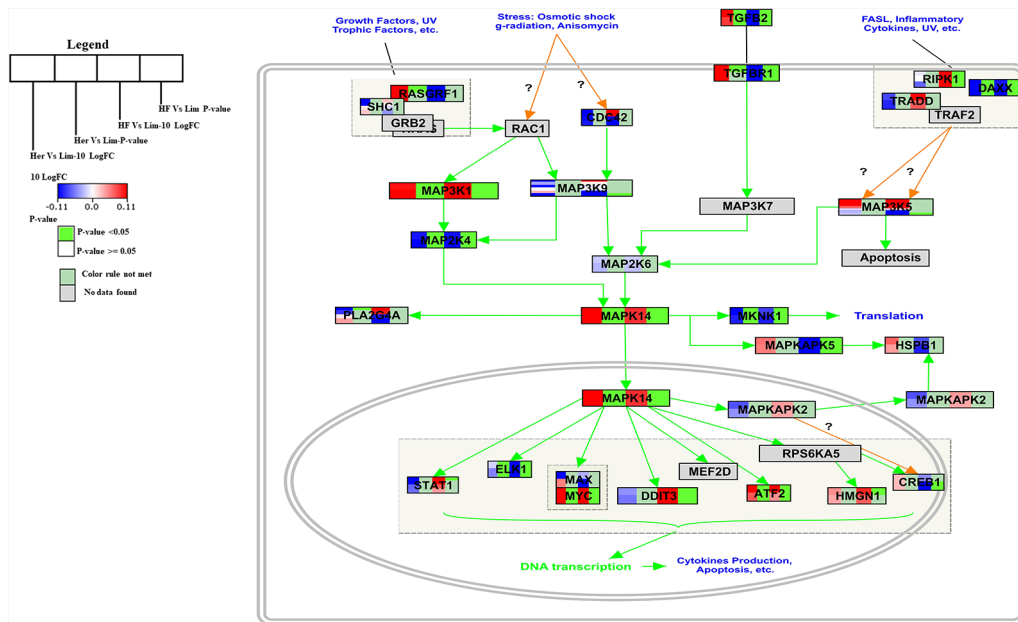 Growth Factors, UV
Trophic Factors, etc.
Stress: Osmotic shock
g-radiation, Anisomycin
TGFB2
FASL, Inflammatory
Cytokines, UV, etc.
Legend
HF Vs Lim P-value
HF Vs Lim-10 LogFC
Her Vs Lim-P-value
Her Vs Lim-10 LogFC
10 LogFC
-0.11 0.0 0.11
P-value
P-value <0.05
P-value >= 0.05
Color rule not met
No data found
TGFBR1
RASGRF1
SHC1
GRB2
RIPK1
DAXX
TRADD
TRAF2
?
?
RAC1
CDC42
MAP3K1
MAP3K9
MAP3K7
?
?
MAP3K5
MAP2K4
MAP2K6
Apoptosis
PLA2G4A
MAPK14
MKNK1
Translation
MAPKAPK5
HSPB1
MAPK14
MAPKAPK2
MAPKAPK2
?
RPS6KA5
STAT1
ELK1
MAX
MYC
DDIT3
MEF2D
ATF2
HMGN1
CREB1
DNA transcription
Cytokines Production,
Apoptosis, etc.